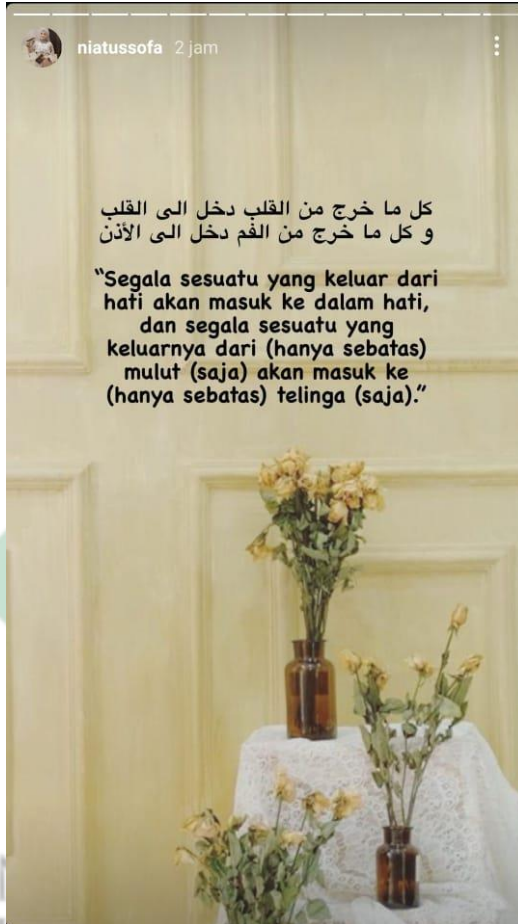 niatussofa 2 jam
كل ما خرج من القلب دخل الى القلب
و كل ما خرج من الفم دخل الى الأذن
“Segala sesuatu yang keluar dari
hati akan masuk ke dalam hati,
dan segala sesuatu yang
keluarnya dari (hanya sebatas)
mulut (saja) akan masuk ke
(hanya sebatas) telinga (saja).”